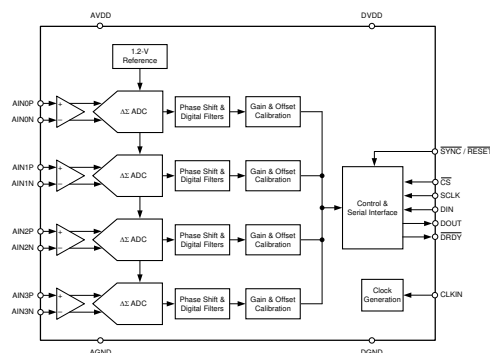 AVDD
DVDD
1.2-V
Reference
AIN0P
+
AIN0N
−
ΔΣ ADC
Phase Shift &
Digital Filters
Gain & Offset
Calibration
AIN1P
+
AIN1N
−
ΔΣ ADC
Phase Shift &
Digital Filters
Gain & Offset
Calibration
AIN2P
+
AIN2N
−
ΔΣ ADC
Phase Shift &
Digital Filters
Gain & Offset
Calibration
AIN3P
+
AIN3N
−
ΔΣ ADC
Phase Shift &
Digital Filters
Gain & Offset
Calibration
Control &
Serial Interface
SYNC / RESET
CS
SCLK
DIN
DOUT
DRDY
Clock
Generation
CLKIN
AGND
DGND